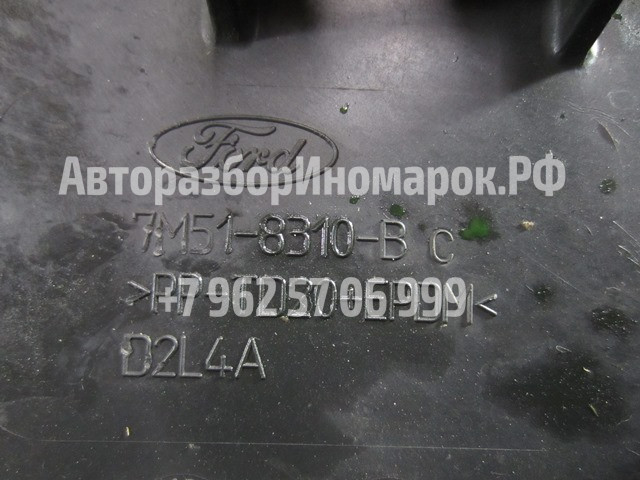 Ford
АвторазборИномарок.РФ
7M51-8310-B C
+79625706999
D2L4A